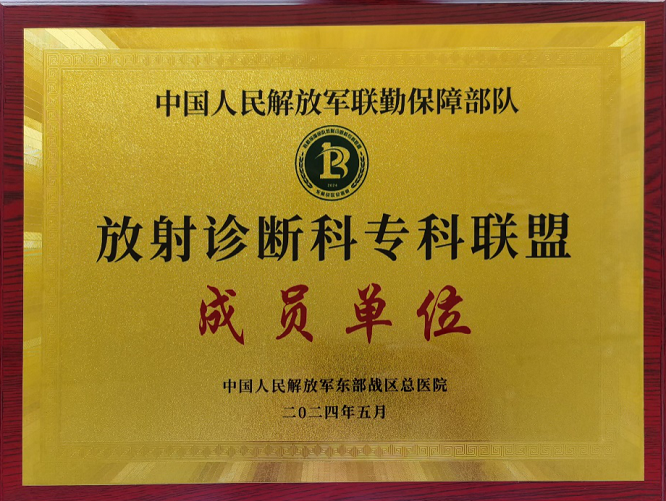 中国人民解放军联勤保障部队
放射诊断科专科联盟
成员单位
中国人民解放军东部战区总医院
二〇二四年五月